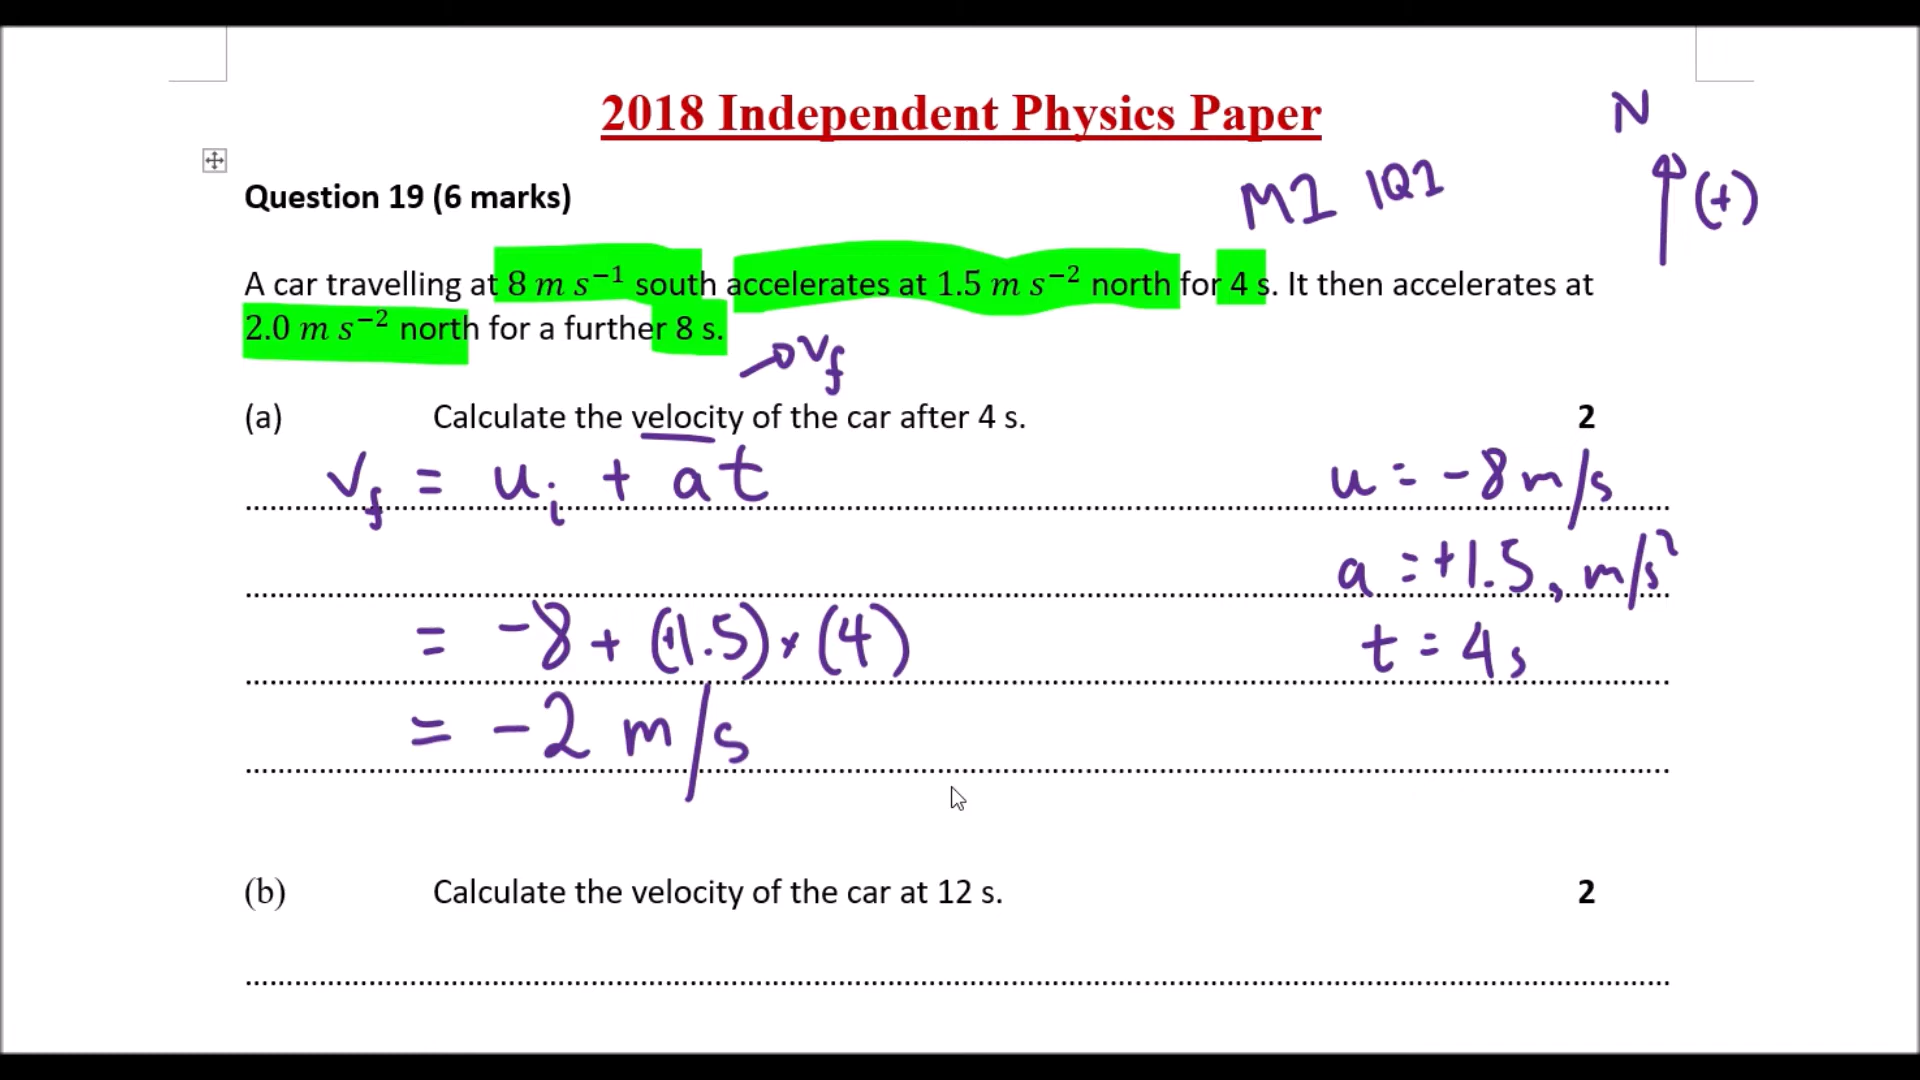 2018 Independent Physics Paper
N
(+)
M1 IQ1
Question 19 (6 marks)
A car travelling at 8 m s⁻¹ south accelerates at 1.5 m s⁻² north for 4 s. It then accelerates at
2.0 m s⁻² north for a further 8 s.
v_f
(a) Calculate the velocity of the car after 4 s. 2
v_f = u_i + at
u = -8 m/s
a = +1.5, m/s²
= -8 + (+1.5) × (4)
t = 4s
= -2 m/s
(b) Calculate the velocity of the car at 12 s. 2